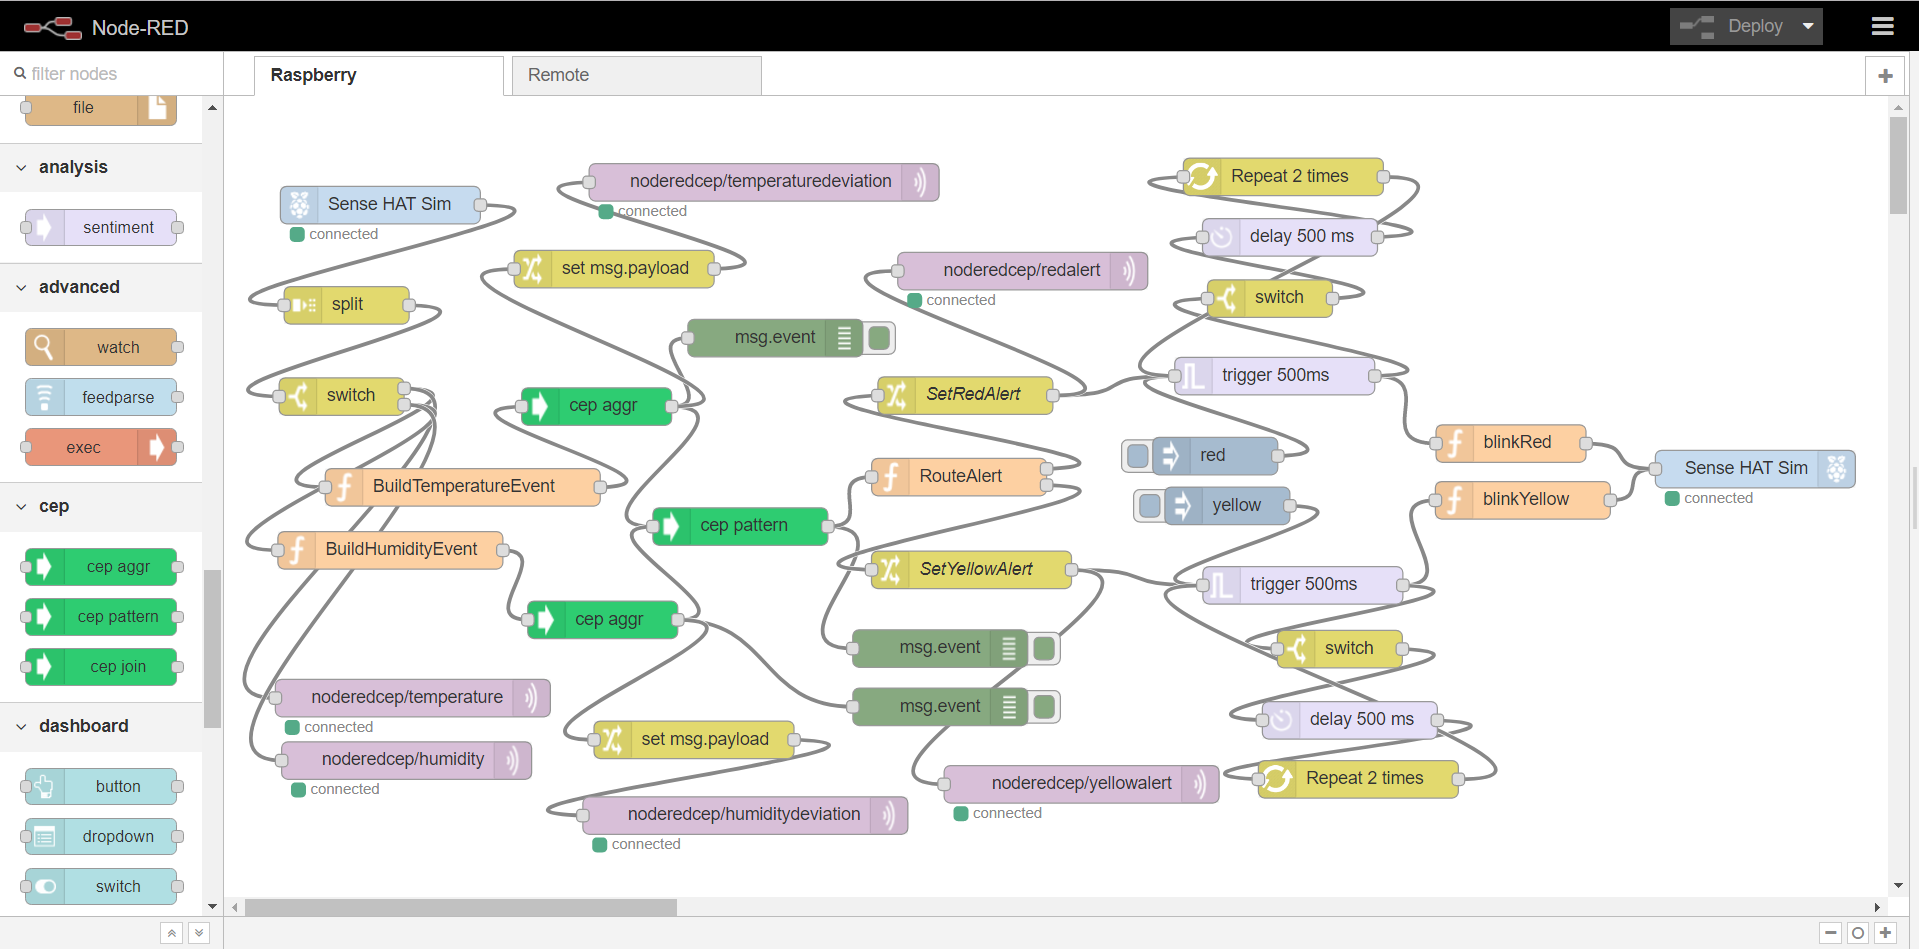 Node-RED
Deploy
filter nodes
Raspberry
Remote
file
analysis
sentiment
advanced
watch
feedparse
exec
cep
cep aggr
cep pattern
cep join
dashboard
button
dropdown
switch
Sense HAT Sim
connected
split
switch
BuildTemperatureEvent
BuildHumidityEvent
noderedcep/temperature
connected
noderedcep/humidity
connected
noderedcep/temperaturedeviation
connected
set msg.payload
msg.event
cep aggr
cep pattern
cep aggr
set msg.payload
noderedcep/humiditydeviation
connected
noderedcep/redalert
connected
SetRedAlert
RouteAlert
SetYellowAlert
msg.event
msg.event
noderedcep/yellowalert
connected
Repeat 2 times
delay 500 ms
switch
trigger 500ms
red
yellow
trigger 500ms
switch
delay 500 ms
Repeat 2 times
blinkRed
blinkYellow
Sense HAT Sim
connected